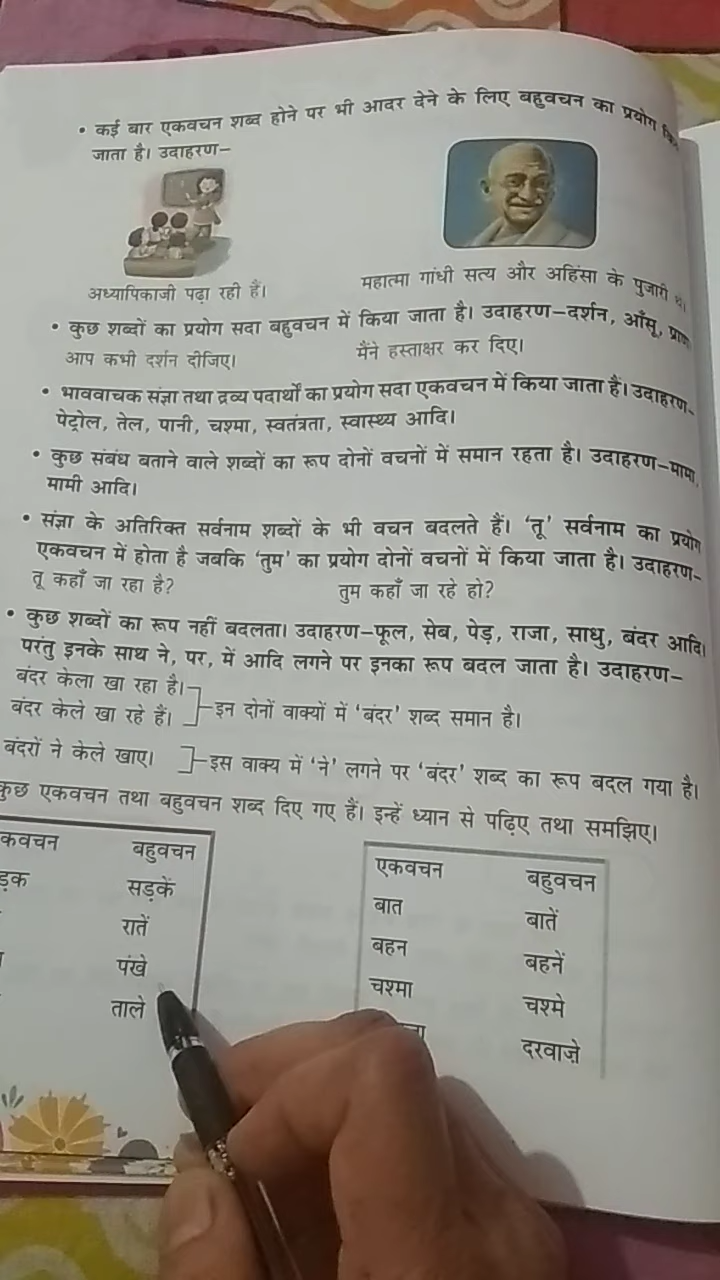 • कई बार एकवचन शब्द होने पर भी आदर देने के लिए बहुवचन का प्रयोग
जाता है। उदाहरण–
अध्यापिकाजी पढ़ा रही हैं।
महात्मा गांधी सत्य और अहिंसा के पुजारी थे।
• कुछ शब्दों का प्रयोग सदा बहुवचन में किया जाता है। उदाहरण–दर्शन, आँसू, प्राण
आप कभी दर्शन दीजिए।
मैंने हस्ताक्षर कर दिए।
• भाववाचक संज्ञा तथा द्रव्य पदार्थों का प्रयोग सदा एकवचन में किया जाता है। उदाहरण–
पेट्रोल, तेल, पानी, चश्मा, स्वतंत्रता, स्वास्थ्य आदि।
• कुछ संबंध बताने वाले शब्दों का रूप दोनों वचनों में समान रहता है। उदाहरण–मामा,
मामी आदि।
• संज्ञा के अतिरिक्त सर्वनाम शब्दों के भी वचन बदलते हैं। ‘तू’ सर्वनाम का प्रयोग
एकवचन में होता है जबकि ‘तुम’ का प्रयोग दोनों वचनों में किया जाता है। उदाहरण–
तू कहाँ जा रहा है?
तुम कहाँ जा रहे हो?
• कुछ शब्दों का रूप नहीं बदलता। उदाहरण–फूल, सेब, पेड़, राजा, साधु, बंदर आदि।
परंतु इनके साथ ने, पर, में आदि लगने पर इनका रूप बदल जाता है। उदाहरण–
बंदर केला खा रहा है।
बंदर केले खा रहे हैं।
इन दोनों वाक्यों में ‘बंदर’ शब्द समान है।
बंदरों ने केले खाए।
इस वाक्य में ‘ने’ लगने पर ‘बंदर’ शब्द का रूप बदल गया है।
कुछ एकवचन तथा बहुवचन शब्द दिए गए हैं। इन्हें ध्यान से पढ़िए तथा समझिए।
कवचन बहुवचन
ड़क सड़कें
रातें
पंखे
ताले
एकवचन बहुवचन
बात बातें
बहन बहनें
चश्मा चश्मे
दरवाज़े